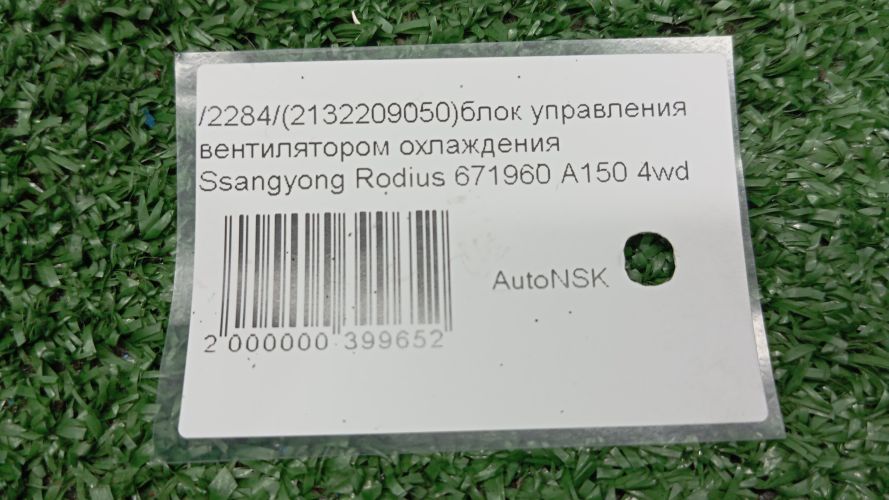 /2284/(2132209050)блок управления
вентилятором охлаждения
Ssangyong Rodius 671960 A150 4wd
AutoNSK
2 000000 399652